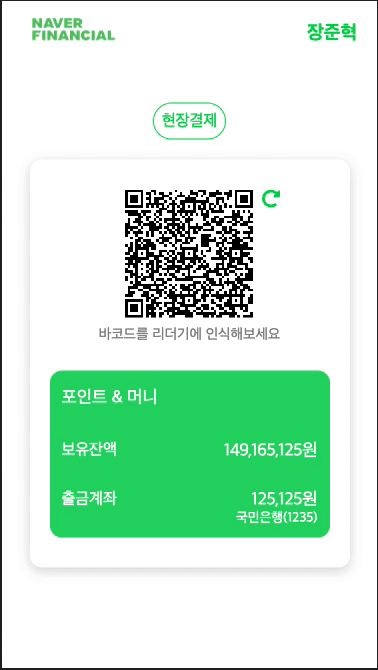 NAVER
FINANCIAL
장준혁
현장결제
바코드를 리더기에 인식해보세요
포인트 & 머니
보유잔액 149,165,125원
출금계좌 125,125원
국민은행(1235)